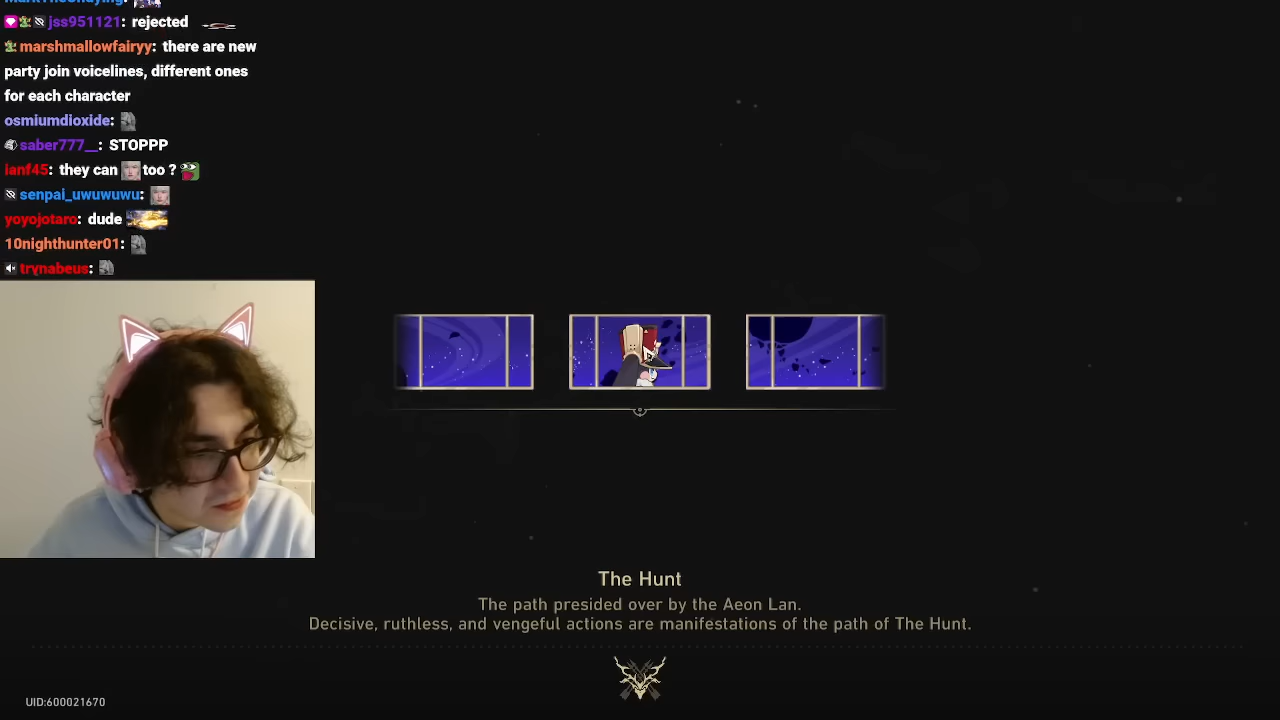 jss951121: rejected
marshmallowfairyy: there are new
party join voicelines, different ones
for each character
osmiumdioxide:
saber777__: STOPPP
ianf45: they can too ?
senpai_uwuwuwu:
yoyojotaro: dude
10nighthunter01:
The Hunt
The path presided over by the Aeon Lan.
Decisive, ruthless, and vengeful actions are manifestations of the path of The Hunt.
UID:600021670